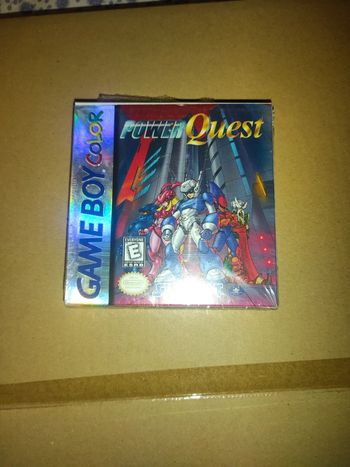 POWER Quest
GAME BOY COLOR
EVERYONE
E
ESRB